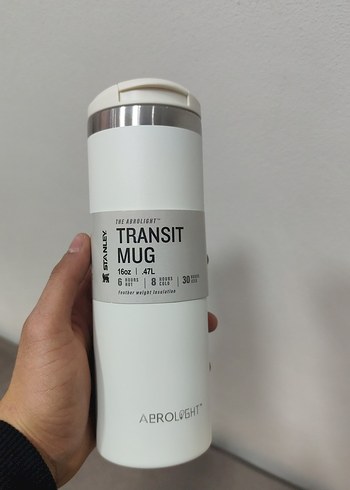 THE AEROLIGHT™
TRANSIT
MUG
STANLEY
16oz | .47L
6 HOURS HOT | 8 HOURS COLD | 30 HOURS ICED
feather weight insulation
AEROLIGHT™